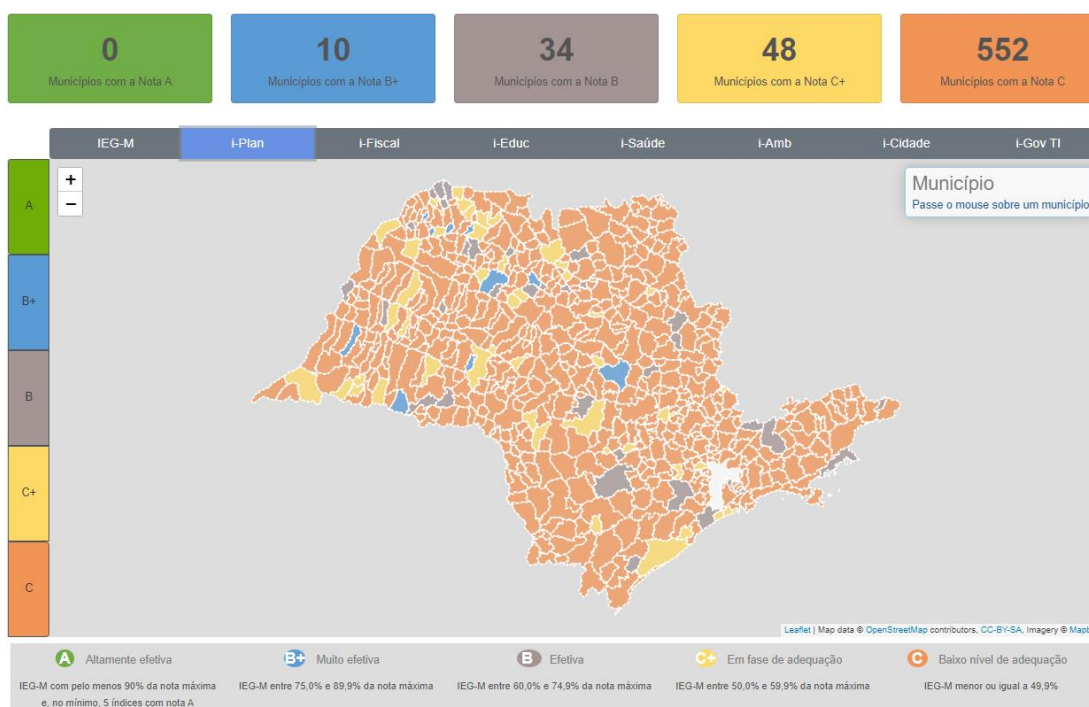 0
Municípios com a Nota A
10
Municípios com a Nota B+
34
Municípios com a Nota B
48
Municípios com a Nota C+
552
Municípios com a Nota C
IEG-M i-Plan i-Fiscal i-Educ i-Saúde i-Amb i-Cidade i-Gov TI
A
B+
B
C+
C
+
−
Município
Passe o mouse sobre um município
Leaflet | Map data © OpenStreetMap contributors, CC-BY-SA, Imagery ©
A Altamente efetiva
IEG-M com pelo menos 90% da nota máxima
e, no mínimo, 5 índices com nota A
B+ Muito efetiva
IEG-M entre 75,0% e 89,9% da nota máxima
B Efetiva
IEG-M entre 60,0% e 74,9% da nota máxima
C+ Em fase de adequação
IEG-M entre 50,0% e 59,9% da nota máxima
C Baixo nível de adequação
IEG-M menor ou igual a 49,9%